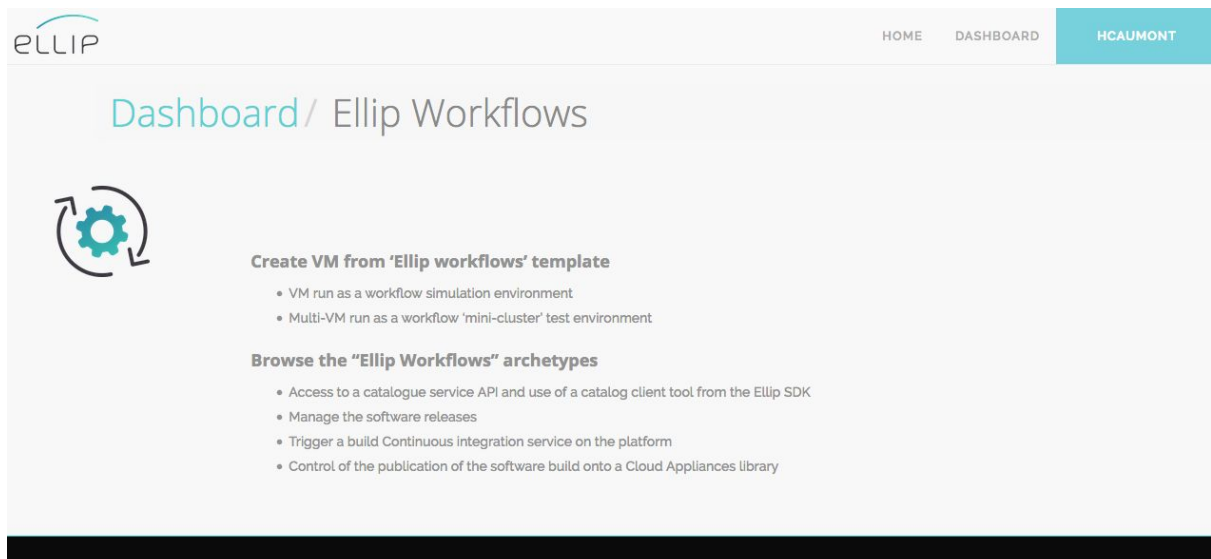 ELLIP
HOME DASHBOARD HCAUMONT
Dashboard / Ellip Workflows
Create VM from ‘Ellip workflows’ template
• VM run as a workflow simulation environment
• Multi-VM run as a workflow ‘mini-cluster’ test environment
Browse the “Ellip Workflows” archetypes
• Access to a catalogue service API and use of a catalog client tool from the Ellip SDK
• Manage the software releases
• Trigger a build Continuous integration service on the platform
• Control of the publication of the software build onto a Cloud Appliances library